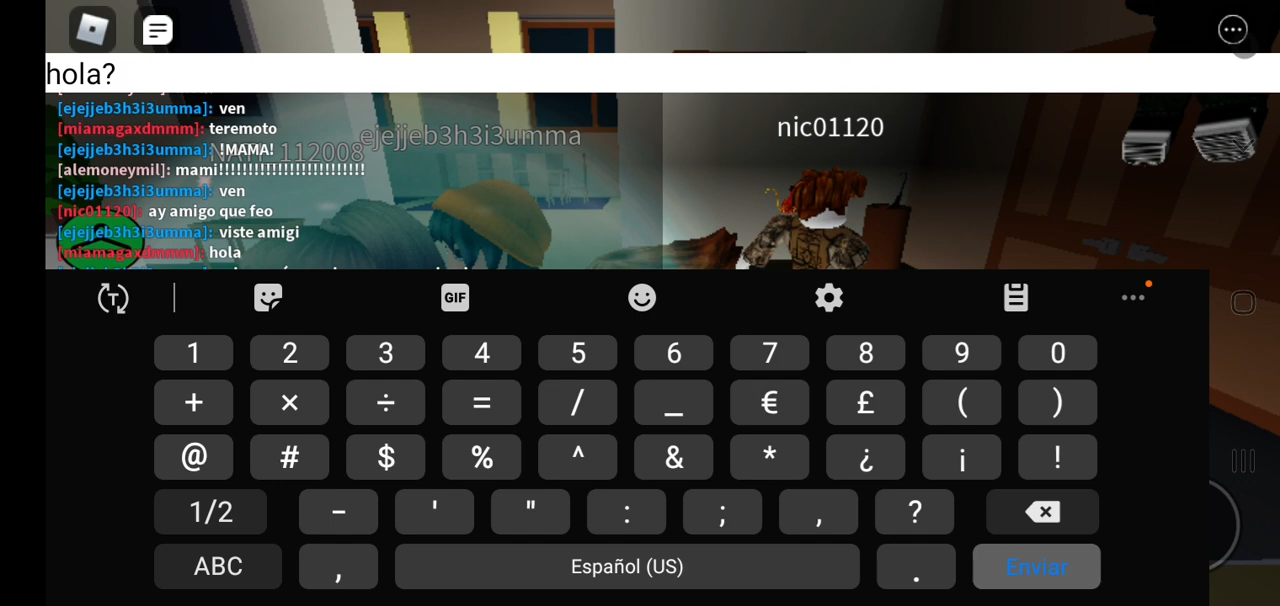 hola?
[ejejjeb3h3i3umma]: ven
[miamagaxdmmm]: teremoto
ejejjeb3h3i3umma
nic01120
[ejejjeb3h3i3umma]: !MAMA!
112008
[alemoneymil]: mami!!!!!!!!!!!!!!!!!!!!!!!!!
[ejejjeb3h3i3umma]: ven
[nic01120]: ay amigo que feo
[ejejjeb3h3i3umma]: viste amigi
[miamagaxdmmm]: hola
T GIF
1 2 3 4 5 6 7 8 9 0
+ × ÷ = / _ € £ ( )
@ # $ % ^ & * ¿ ¡ !
1/2 - ' " : ; , ?
ABC , Español (US) . Enviar